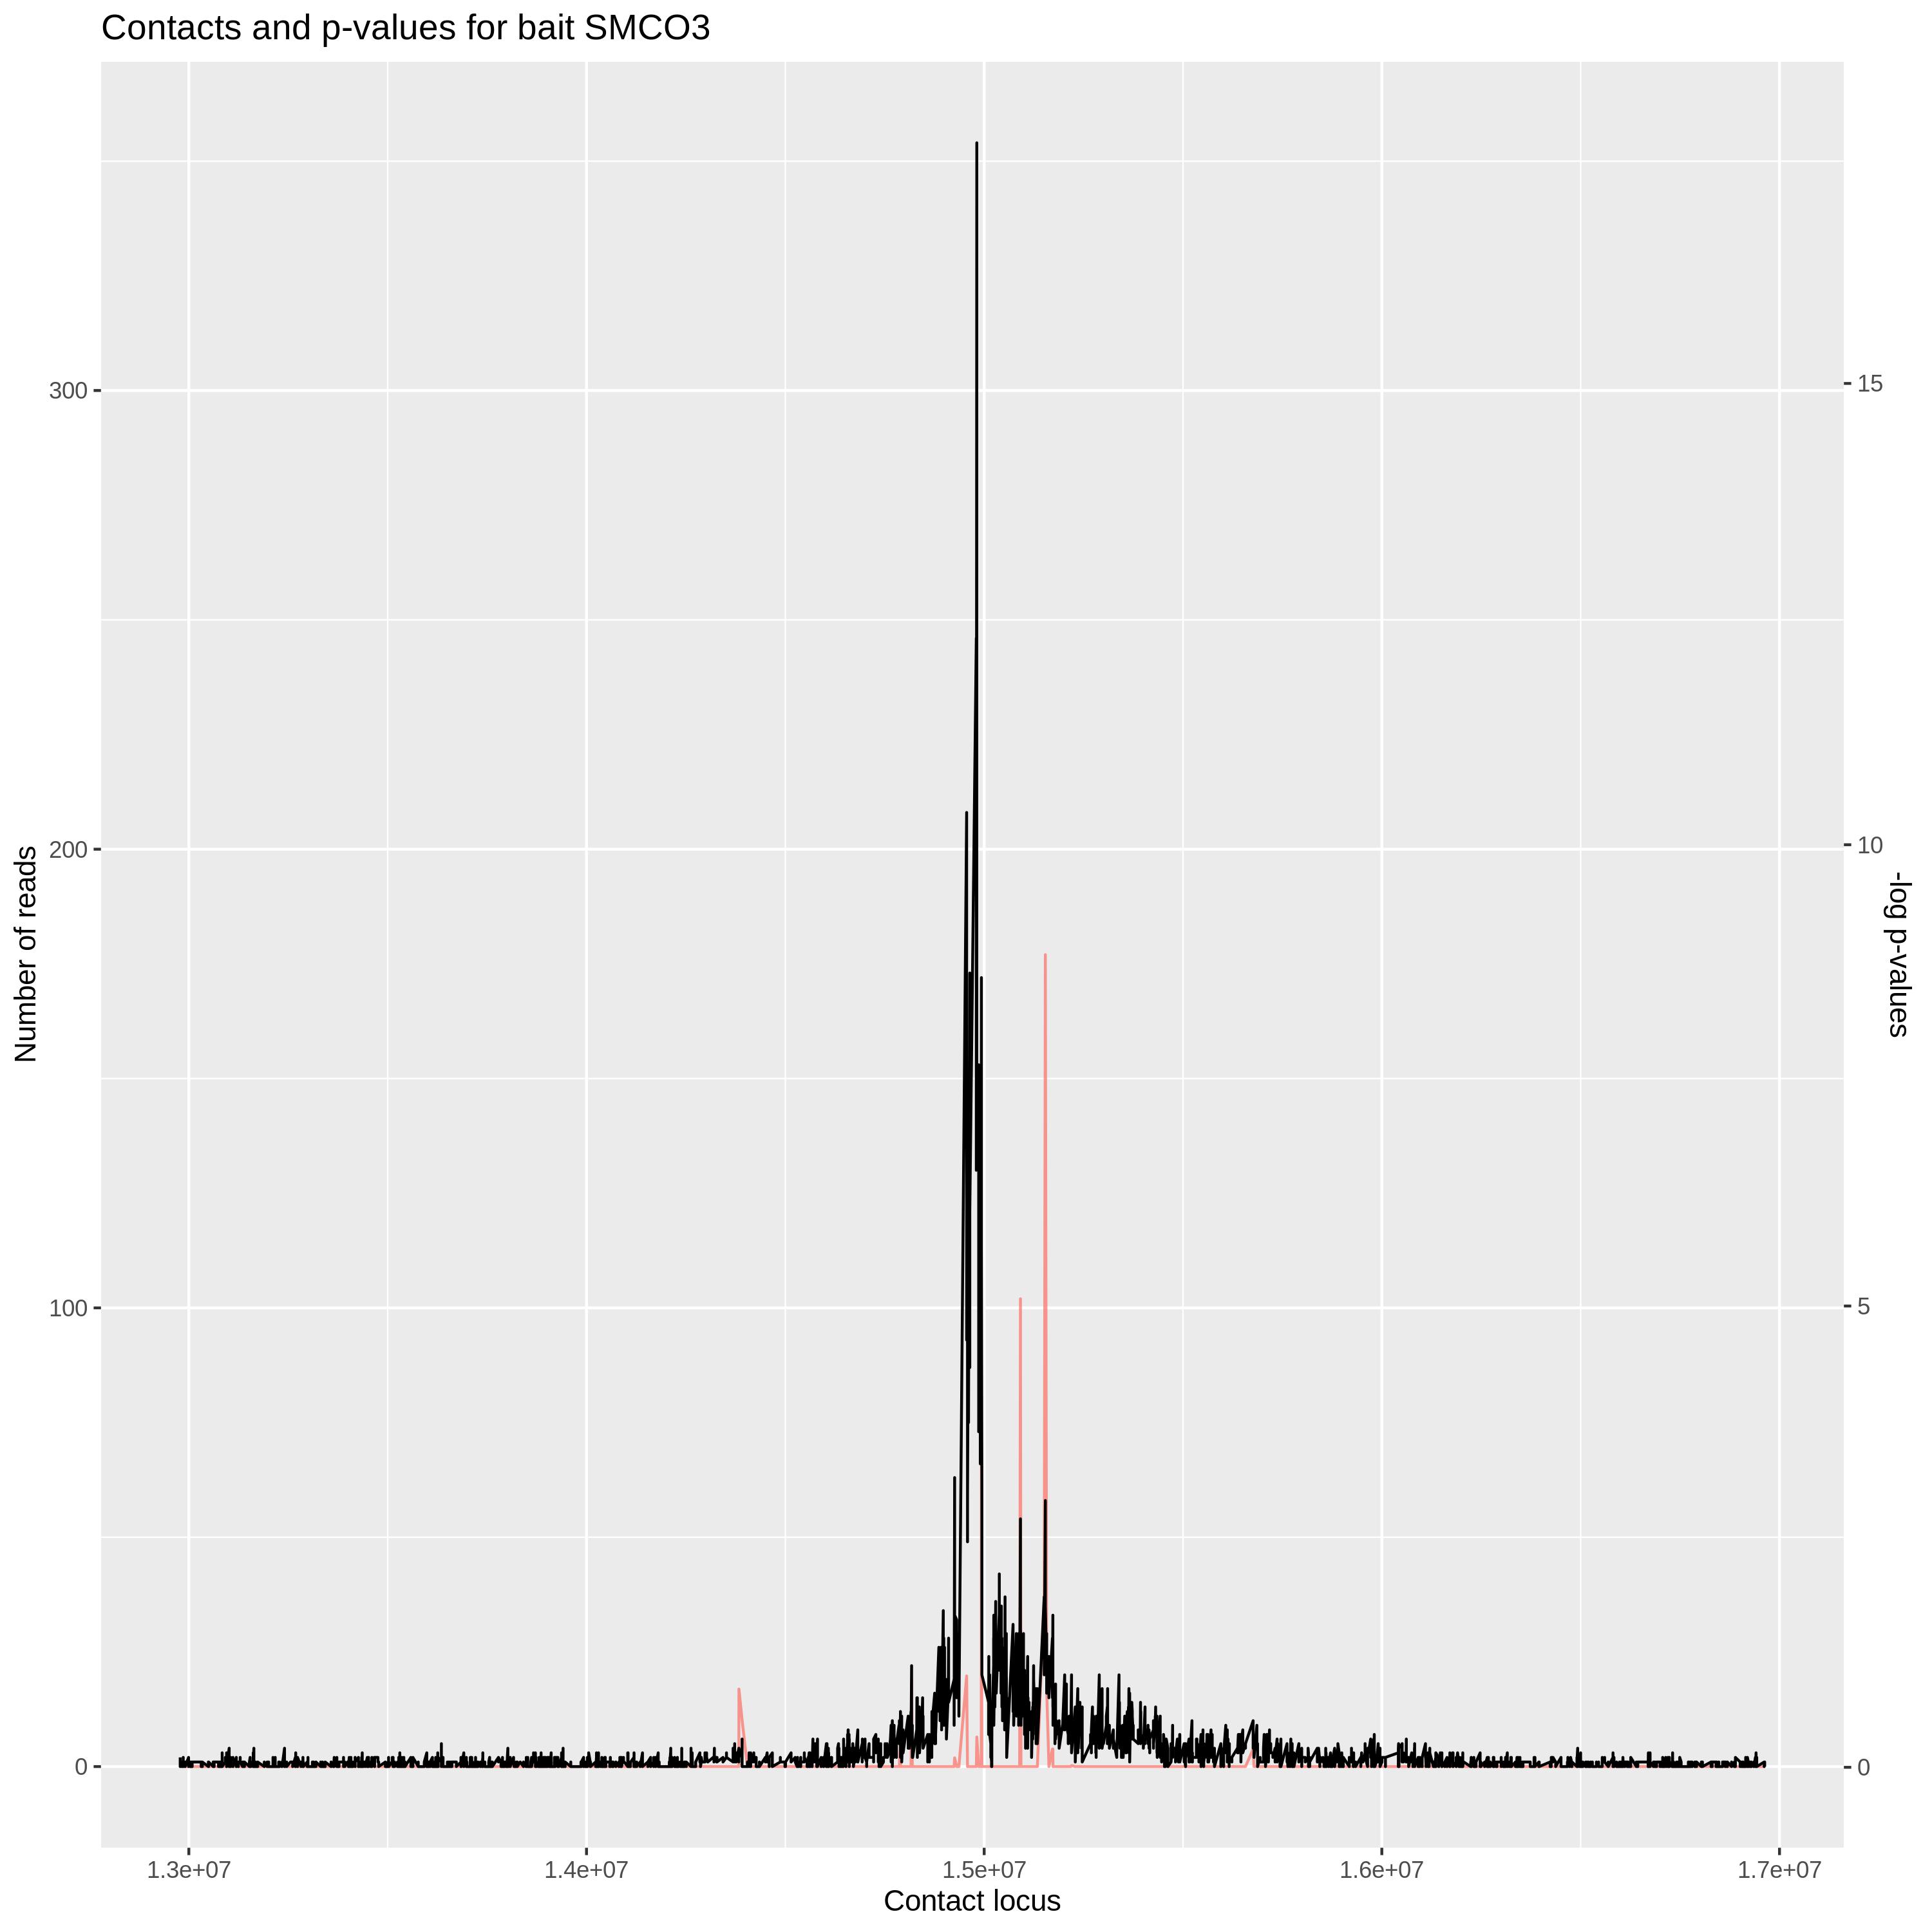 Contacts and p-values for bait SMCO3
Number of reads
300
200
100
0
15
10
5
0
-log p-values
1.3e+07 1.4e+07 1.5e+07 1.6e+07 1.7e+07
Contact locus